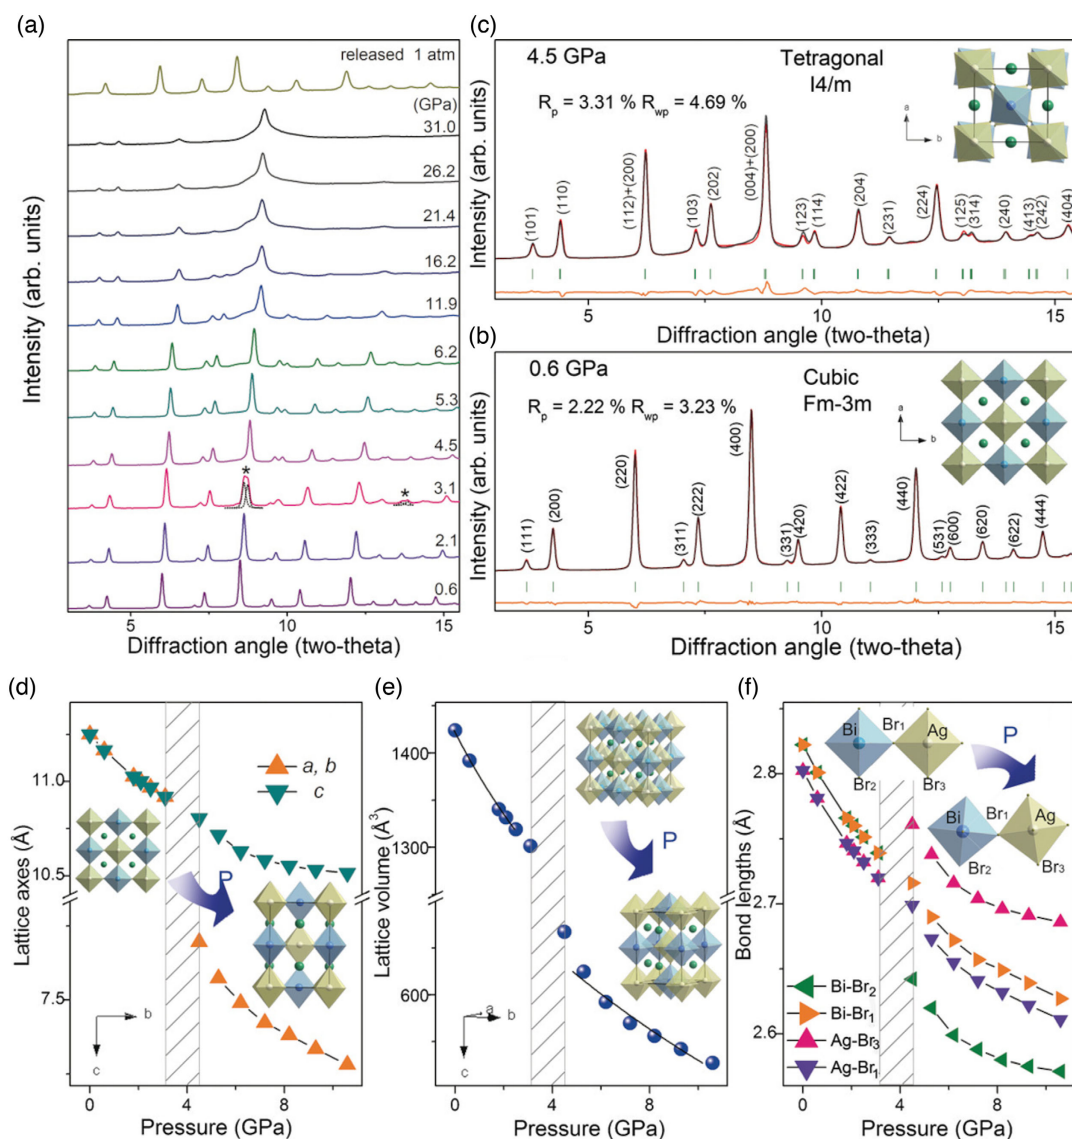 (a)
released 1 atm
(GPa)
31.0
26.2
21.4
16.2
11.9
6.2
5.3
4.5
3.1
*
*
2.1
0.6
Intensity (arb. units)
5
10
15
Diffraction angle (two-theta)
(c)
4.5 GPa
Tetragonal
I4/m
R_p = 3.31 % R_wp = 4.69 %
a
b
(101)
(110)
(112)+(200)
(103)
(202)
(004)+(200)
(123)
(114)
(204)
(231)
(224)
(125)
(314)
(240)
(413)
(242)
(404)
Intensity (arb. units)
5
10
15
Diffraction angle (two-theta)
(b)
0.6 GPa
Cubic
Fm-3m
R_p = 2.22 % R_wp = 3.23 %
a
b
(111)
(200)
(220)
(311)
(222)
(400)
(331)
(420)
(422)
(333)
(440)
(531)
(600)
(620)
(622)
(444)
Intensity (arb. units)
5
10
15
Diffraction angle (two-theta)
(d)
Lattice axes (Å)
11.0
10.5
7.5
a, b
c
P
b
c
0
4
8
Pressure (GPa)
(e)
Lattice volume (Å³)
1400
1300
600
P
a
b
c
0
4
8
Pressure (GPa)
(f)
Bond lengths (Å)
2.8
2.7
2.6
Bi
Br₁
Ag
P
Br₂
Br₃
Bi
Br₁
Ag
Br₂
Br₃
Bi-Br₂
Bi-Br₁
Ag-Br₃
Ag-Br₁
0
4
8
Pressure (GPa)